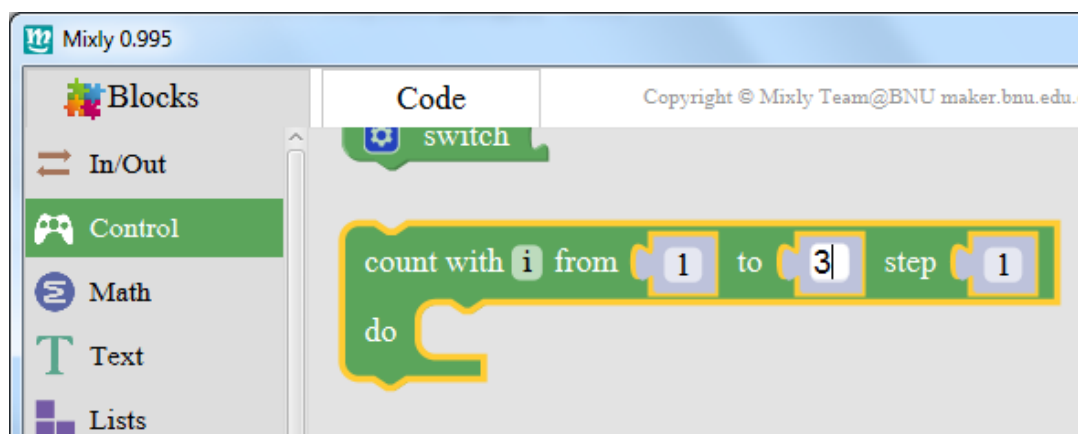 Mixly 0.995
Blocks
Code
Copyright © Mixly Team@BNU maker.bnu.edu.
switch
In/Out
Control
Math
Text
Lists
count with i from 1 to 3 step 1
do